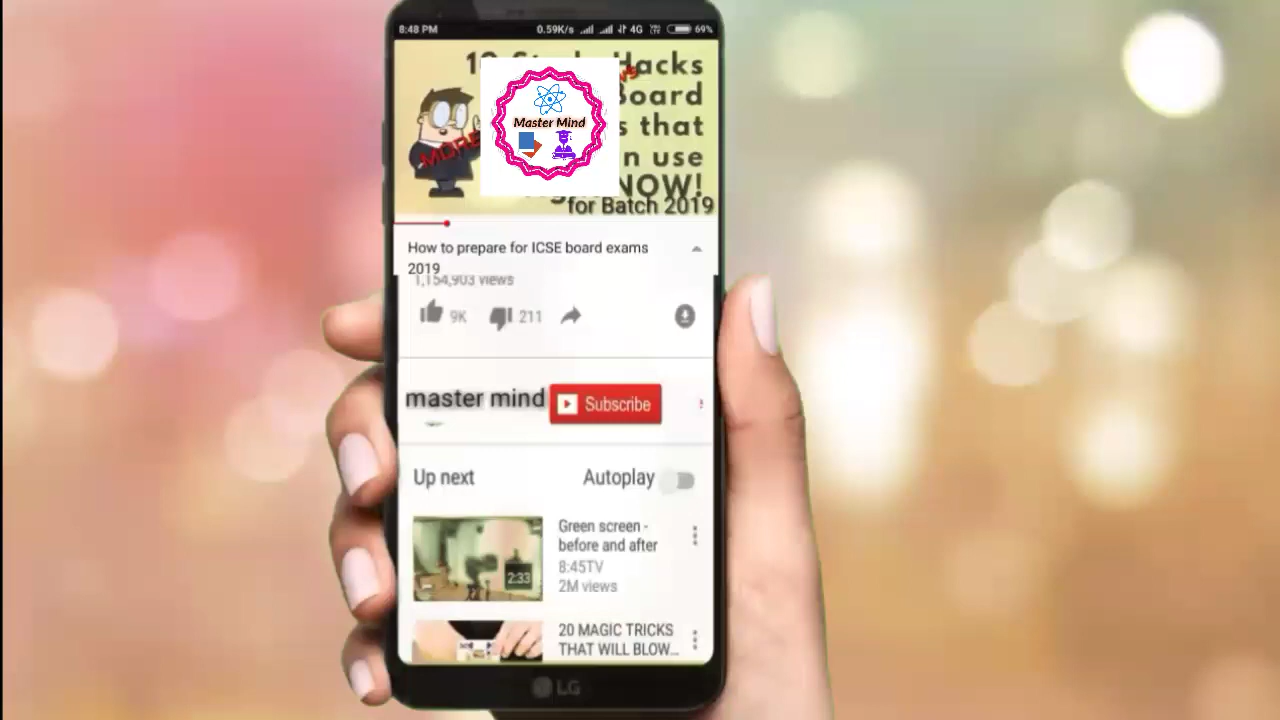 8:48 PM 0.59K/s 4G VoLTE 69%
Hacks
Board
MORE
Master Mind
that
use
NOW!
for Batch 2019
How to prepare for ICSE board exams
2019
1,154,903 views
9K 211
master mind Subscribe
Up next Autoplay
Green screen -
before and after
8:45TV
2:33
2M views
20 MAGIC TRICKS
THAT WILL BLOW...
LG